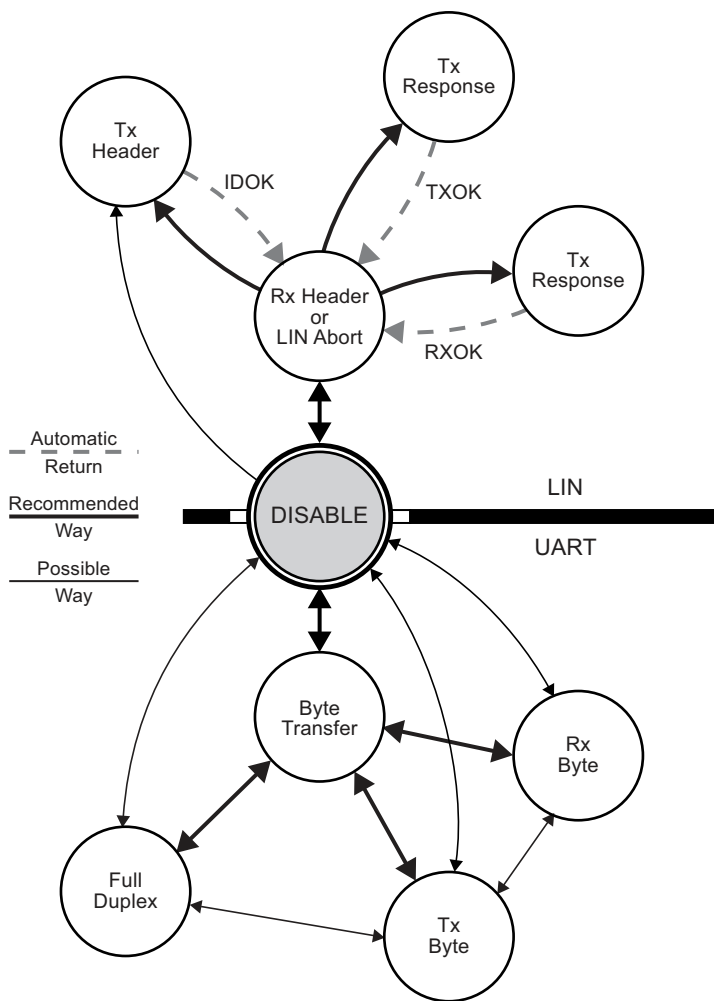 Tx
Response
Tx
Header
IDOK
TXOK
Tx
Response
Rx Header
or
LIN Abort
RXOK
Automatic
Return
Recommended
Way
Possible
Way
DISABLE
LIN
UART
Byte
Transfer
Rx
Byte
Full
Duplex
Tx
Byte